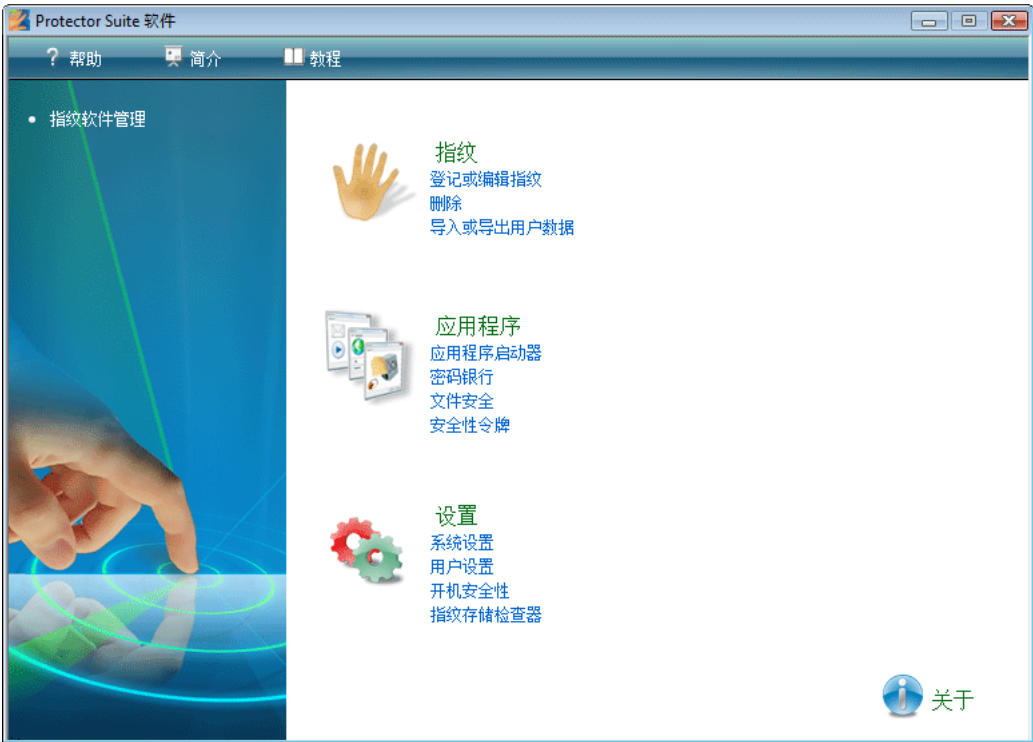 Protector Suite 软件
? 帮助 简介 教程
• 指纹软件管理
指纹
登记或编辑指纹
删除
导入或导出用户数据
应用程序
应用程序启动器
密码银行
文件安全
安全性令牌
设置
系统设置
用户设置
开机安全性
指纹存储检查器
关于